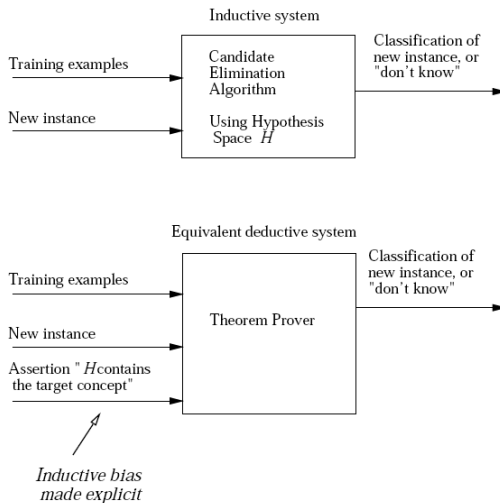 Inductive system
Training examples
New instance
Candidate
Elimination
Algorithm
Using Hypothesis
Space H
Classification of
new instance, or
"don't know"
Equivalent deductive system
Training examples
New instance
Assertion " H contains
the target concept"
Theorem Prover
Classification of
new instance, or
"don't know"
Inductive bias
made explicit